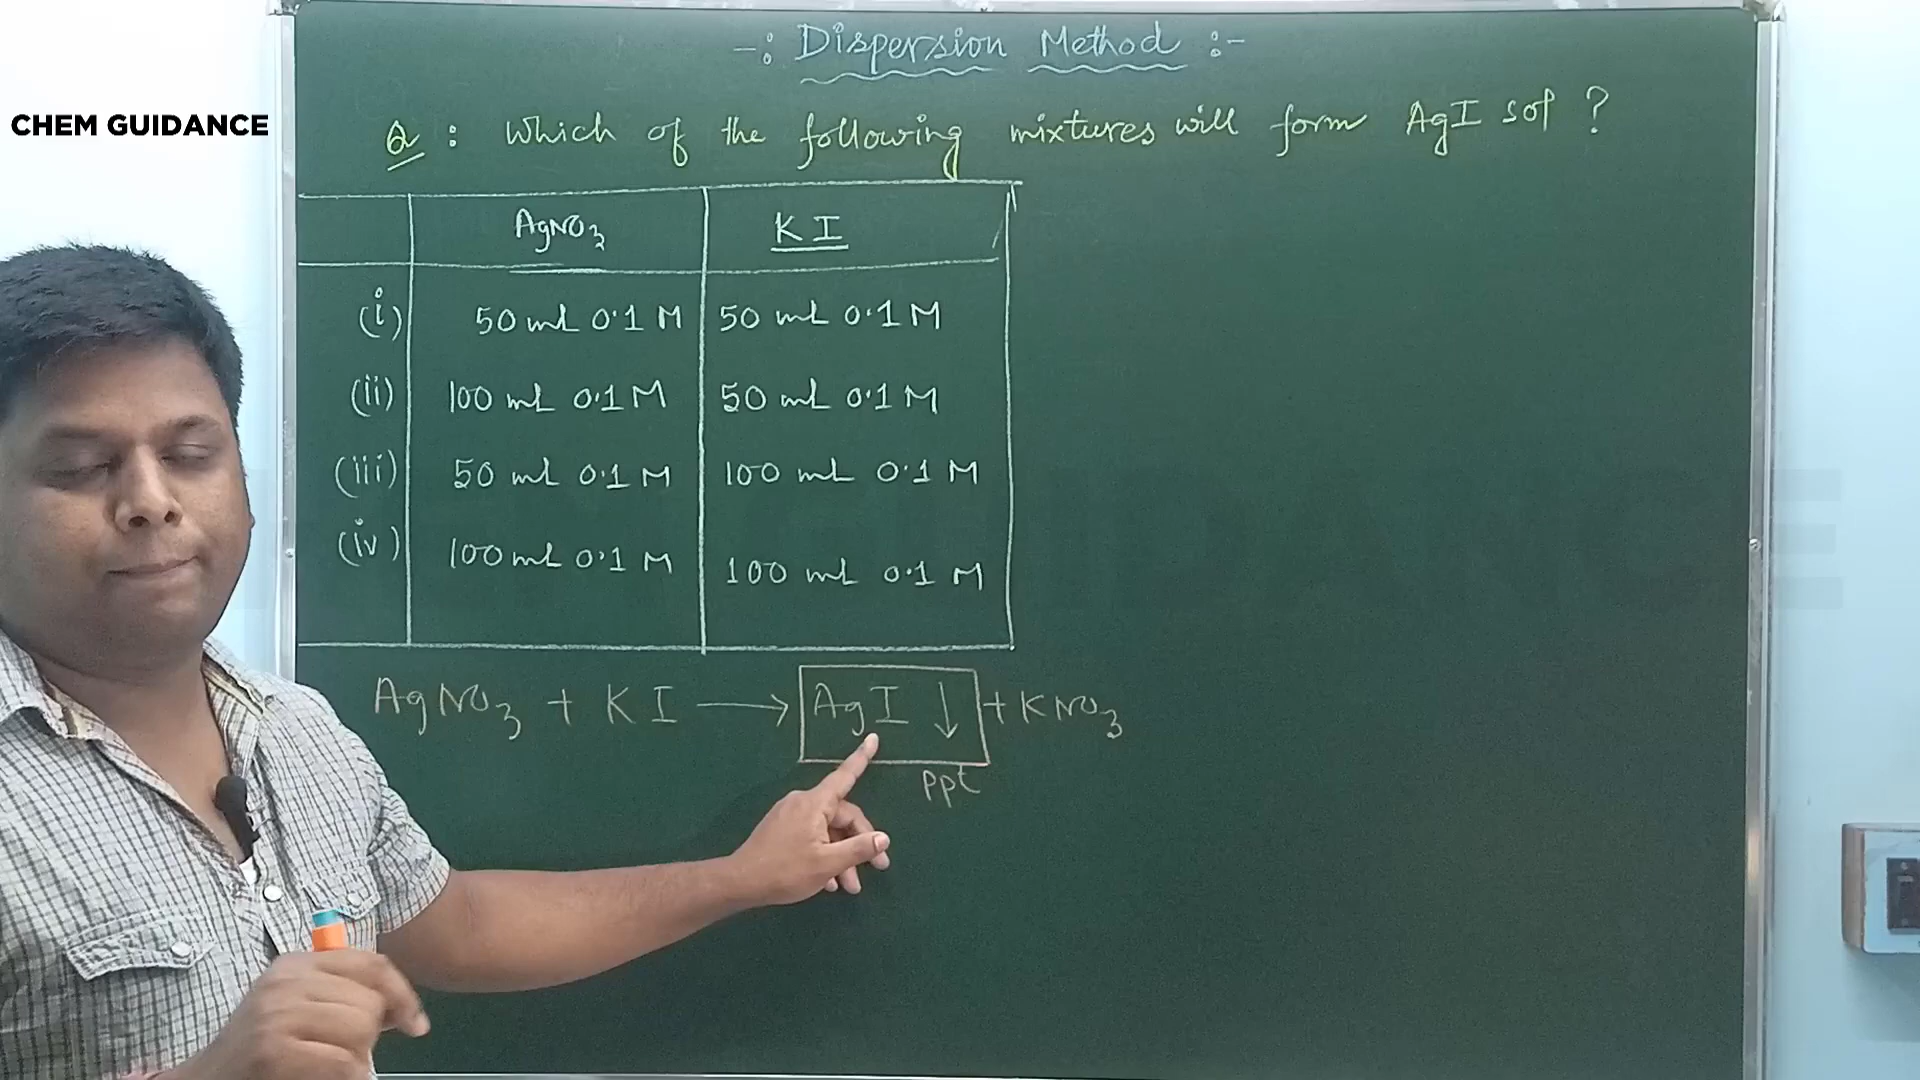 -: Dispersion Method :-
CHEM GUIDANCE
Q : Which of the following mixtures will form AgI sol ?
AgNO3 KI
(i) 50 mL 0.1 M 50 mL 0.1 M
(ii) 100 mL 0.1 M 50 mL 0.1 M
(iii) 50 mL 0.1 M 100 mL 0.1 M
(iv) 100 mL 0.1 M 100 mL 0.1 M
AgNO3 + KI ⟶ AgI ↓ + KNO3
ppt